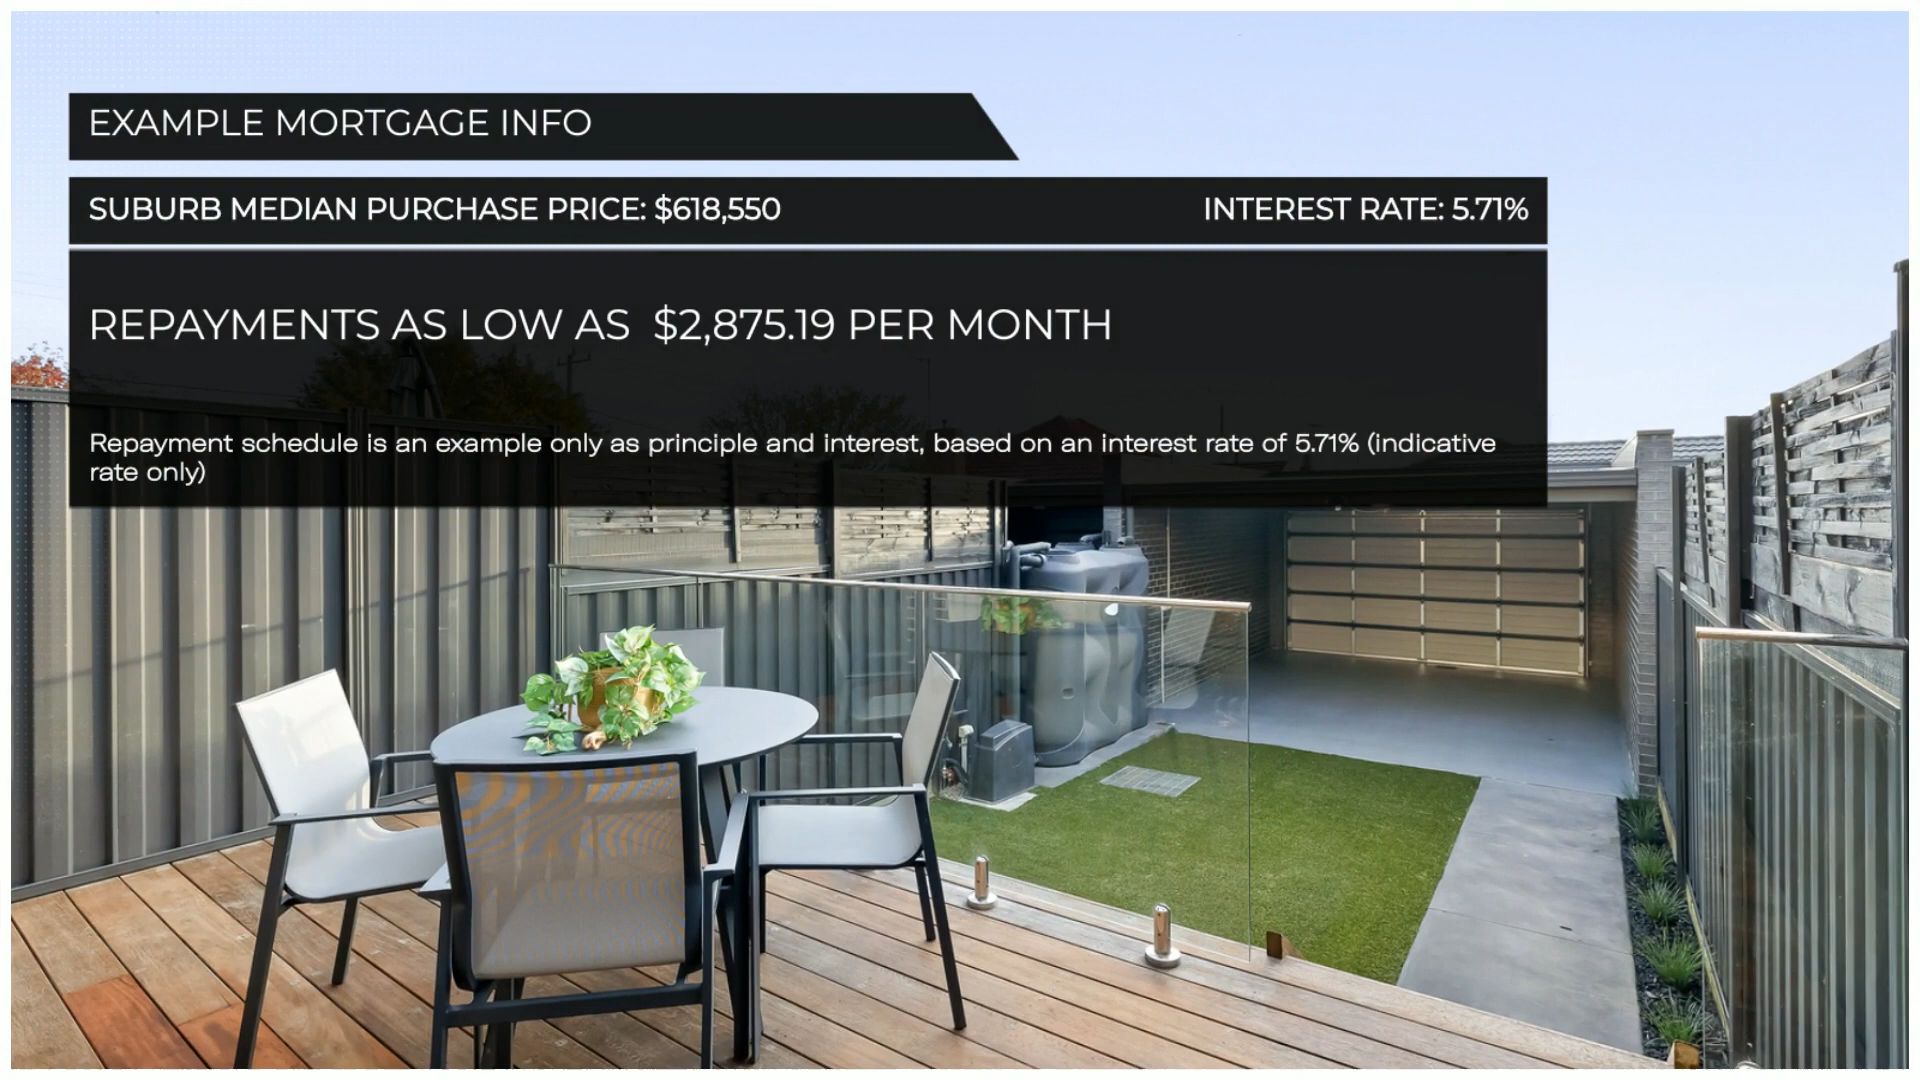 EXAMPLE MORTGAGE INFO
SUBURB MEDIAN PURCHASE PRICE: $618,550
INTEREST RATE: 5.71%
REPAYMENTS AS LOW AS $2,875.19 PER MONTH
Repayment schedule is an example only as principle and interest, based on an interest rate of 5.71% (indicative
rate only)